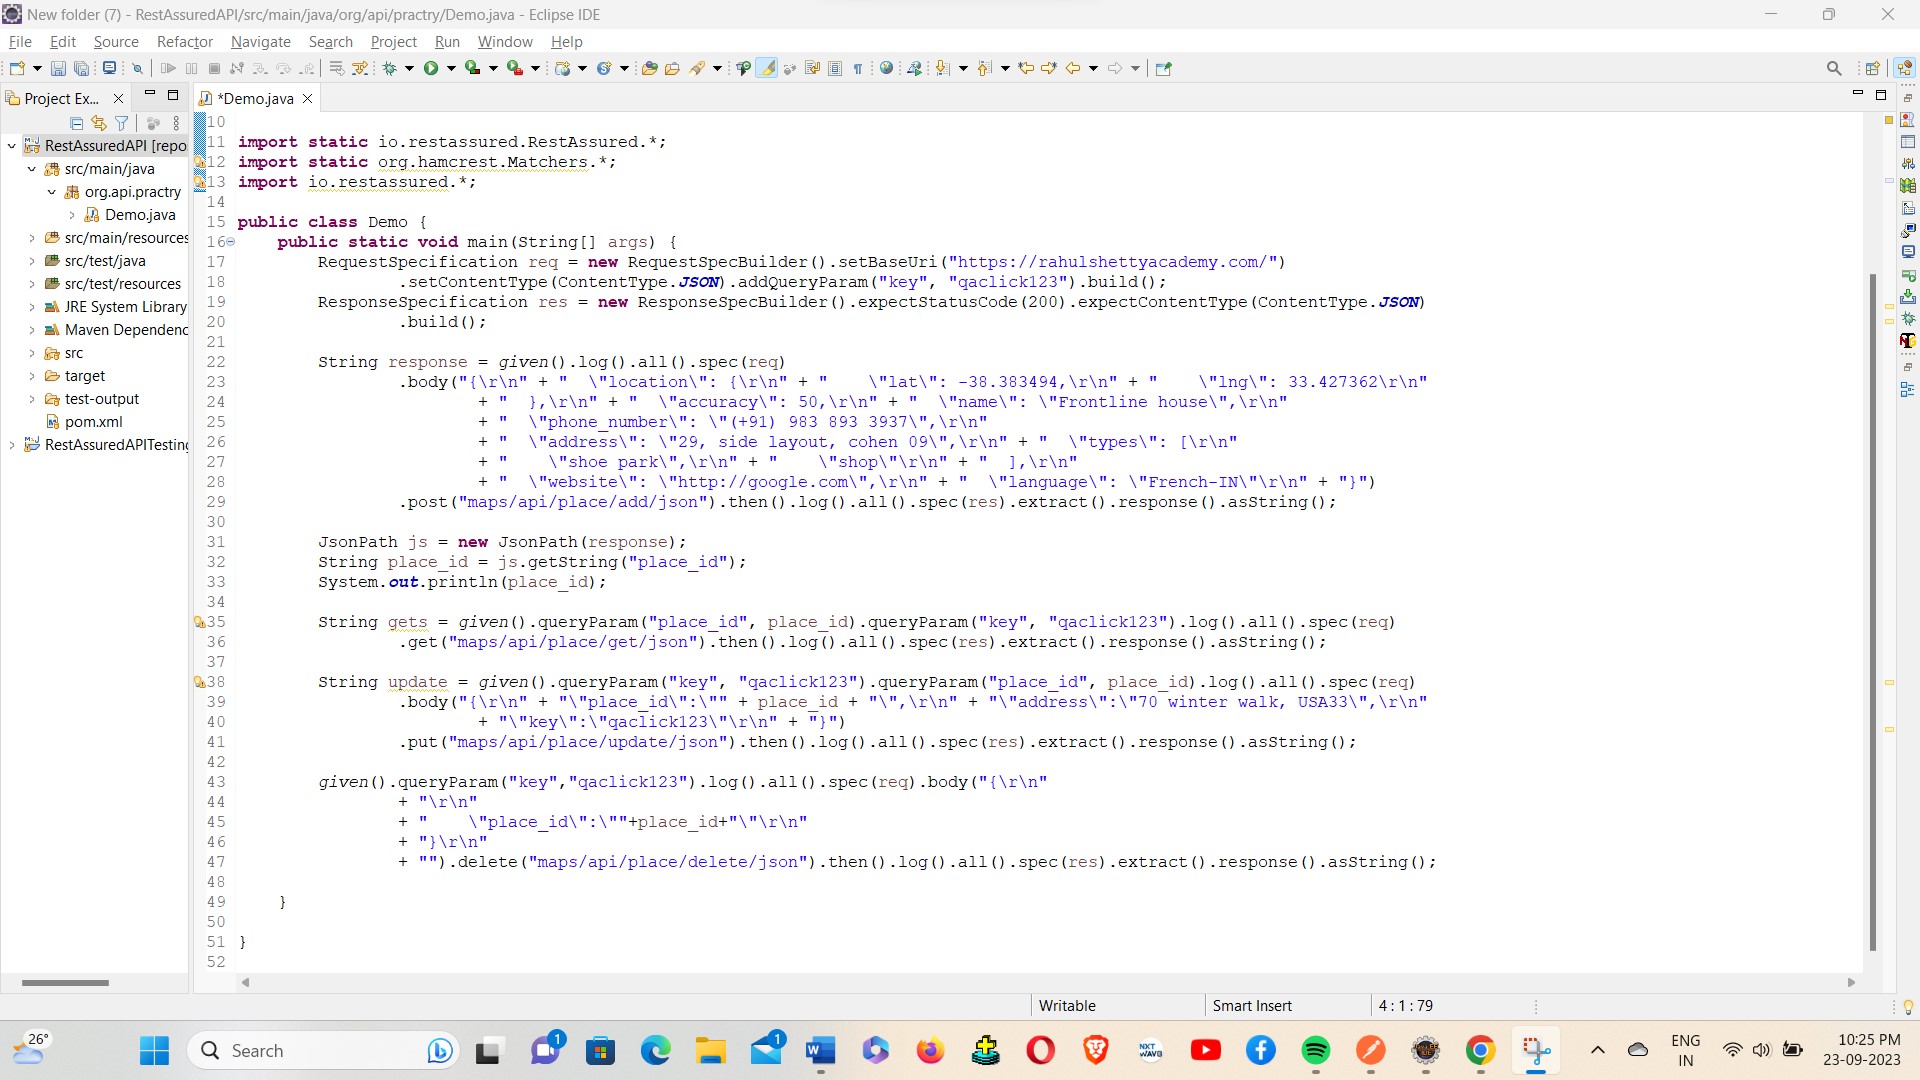 New folder (7) - RestAssuredAPI/src/main/java/org/api/practry/Demo.java - Eclipse IDE
File Edit Source Refactor Navigate Search Project Run Window Help
Project Ex...
*Demo.java
RestAssuredAPI [repo
src/main/java
org.api.practry
Demo.java
src/main/resources
src/test/java
src/test/resources
JRE System Library
Maven Dependenc
src
target
test-output
pom.xml
RestAssuredAPITesting
10
11 import static io.restassured.RestAssured.*;
12 import static org.hamcrest.Matchers.*;
13 import io.restassured.*;
14
15 public class Demo {
16 public static void main(String[] args) {
17 RequestSpecification req = new RequestSpecBuilder().setBaseUri("https://rahulshettyacademy.com/")
18 .setContentType(ContentType.JSON).addQueryParam("key", "qaclick123").build();
19 ResponseSpecification res = new ResponseSpecBuilder().expectStatusCode(200).expectContentType(ContentType.JSON)
20 .build();
21
22 String response = given().log().all().spec(req)
23 .body("{\r\n" + "  \"location\": {\r\n" + "    \"lat\": -38.383494,\r\n" + "    \"lng\": 33.427362\r\n"
24 + "  },\r\n" + "  \"accuracy\": 50,\r\n" + "  \"name\": \"Frontline house\",\r\n"
25 + "  \"phone_number\": \"(+91) 983 893 3937\",\r\n"
26 + "  \"address\": \"29, side layout, cohen 09\",\r\n" + "  \"types\": [\r\n"
27 + "    \"shoe park\",\r\n" + "    \"shop\"\r\n" + "  ],\r\n"
28 + "  \"website\": \"http://google.com\",\r\n" + "  \"language\": \"French-IN\"\r\n" + "}")
29 .post("maps/api/place/add/json").then().log().all().spec(res).extract().response().asString();
30
31 JsonPath js = new JsonPath(response);
32 String place_id = js.getString("place_id");
33 System.out.println(place_id);
34
35 String gets = given().queryParam("place_id", place_id).queryParam("key", "qaclick123").log().all().spec(req)
36 .get("maps/api/place/get/json").then().log().all().spec(res).extract().response().asString();
37
38 String update = given().queryParam("key", "qaclick123").queryParam("place_id", place_id).log().all().spec(req)
39 .body("{\r\n" + "\"place_id\":\"" + place_id + "\",\r\n" + "\"address\":\"70 winter walk, USA33\",\r\n"
40 + "\"key\":\"qaclick123\"\r\n" + "}")
41 .put("maps/api/place/update/json").then().log().all().spec(res).extract().response().asString();
42
43 given().queryParam("key","qaclick123").log().all().spec(req).body("{\r\n"
44 + "\r\n"
45 + "    \"place_id\":\""+place_id+"\"\r\n"
46 + "}\r\n"
47 + "").delete("maps/api/place/delete/json").then().log().all().spec(res).extract().response().asString();
48
49 }
50
51 }
52
Writable Smart Insert 4 : 1 : 79
26°
Search
1
1
W
NXT WAVE
ENG
IN
10:25 PM
23-09-2023